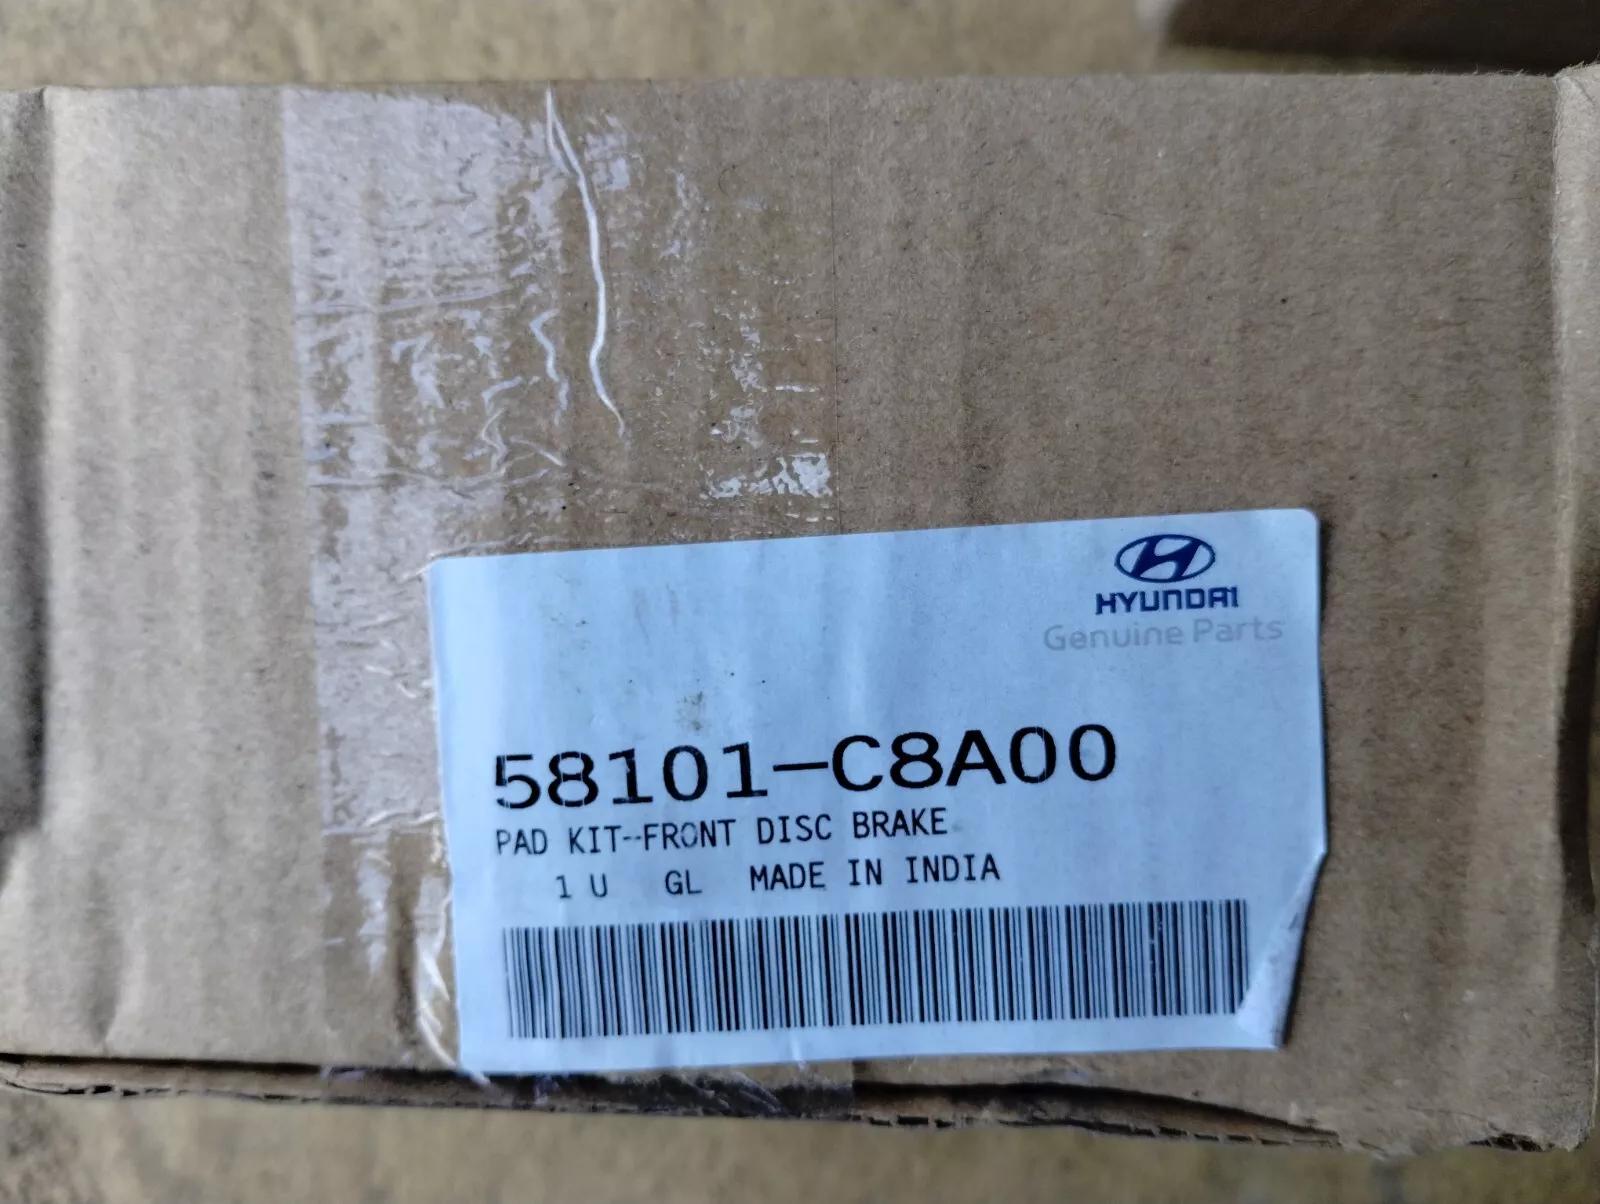 HYUNDAI
Genuine Parts
58101-C8A00
PAD KIT--FRONT DISC BRAKE
1 U GL MADE IN INDIA